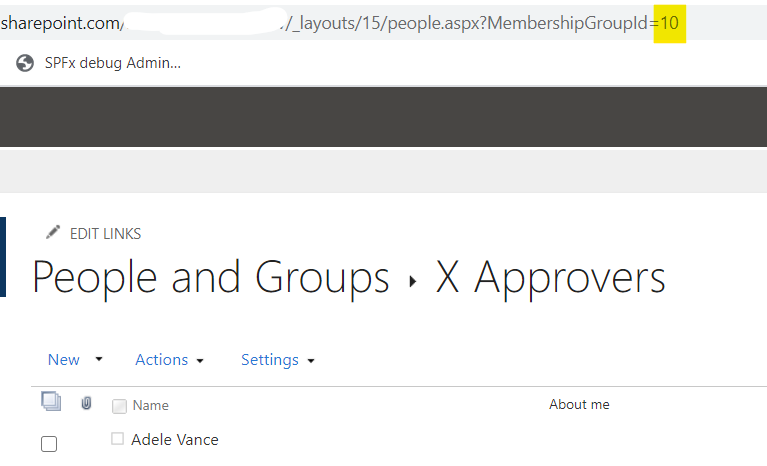 sharepoint.com/ /_layouts/15/people.aspx?MembershipGroupId=10
SPFx debug Admin...
EDIT LINKS
People and Groups ▸ X Approvers
New Actions Settings
Name About me
Adele Vance